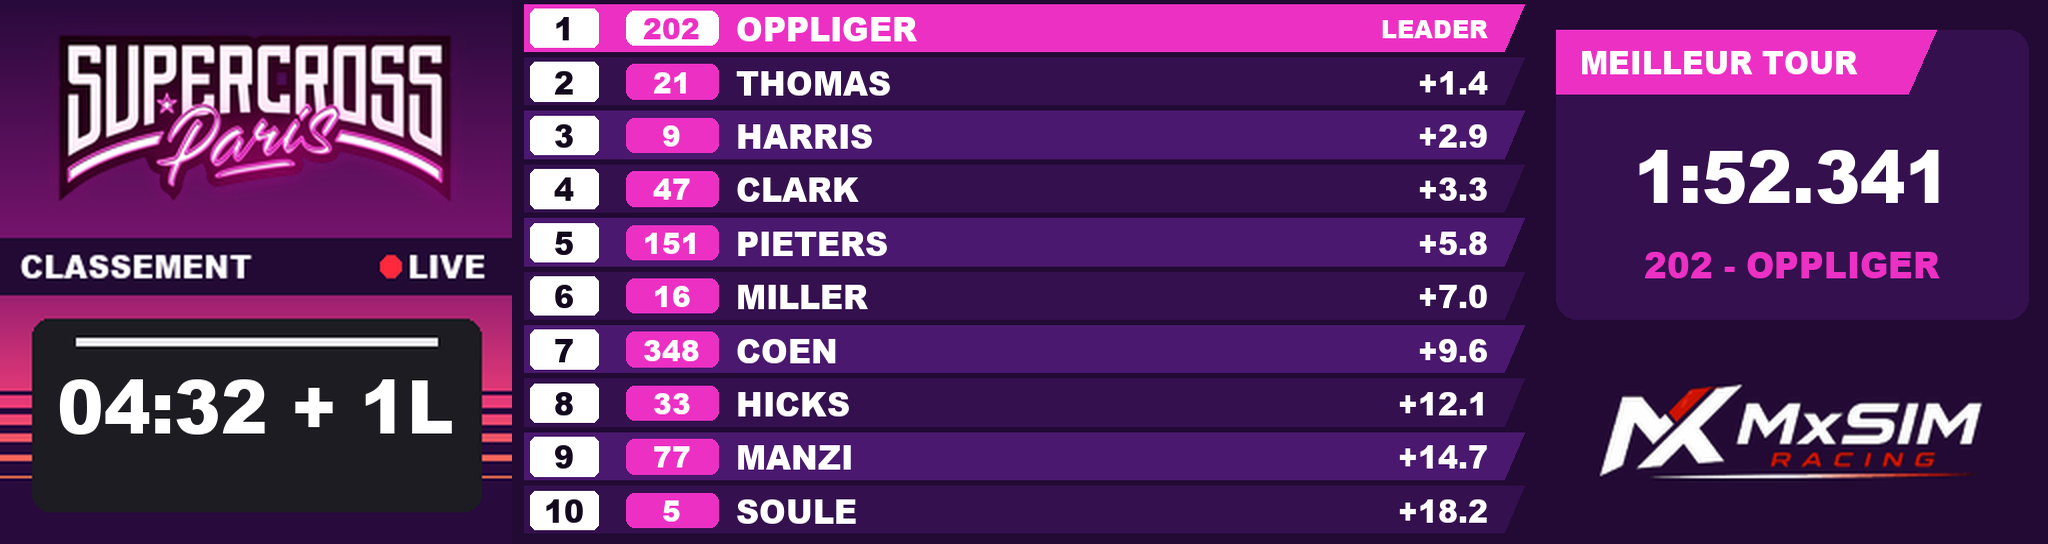 SUPERCROSS
Paris
CLASSEMENT LIVE
04:32 + 1L
1 202 OPPLIGER LEADER
2 21 THOMAS +1.4
3 9 HARRIS +2.9
4 47 CLARK +3.3
5 151 PIETERS +5.8
6 16 MILLER +7.0
7 348 COEN +9.6
8 33 HICKS +12.1
9 77 MANZI +14.7
10 5 SOULE +18.2
MEILLEUR TOUR
1:52.341
202 - OPPLIGER
MxSIM
RACING